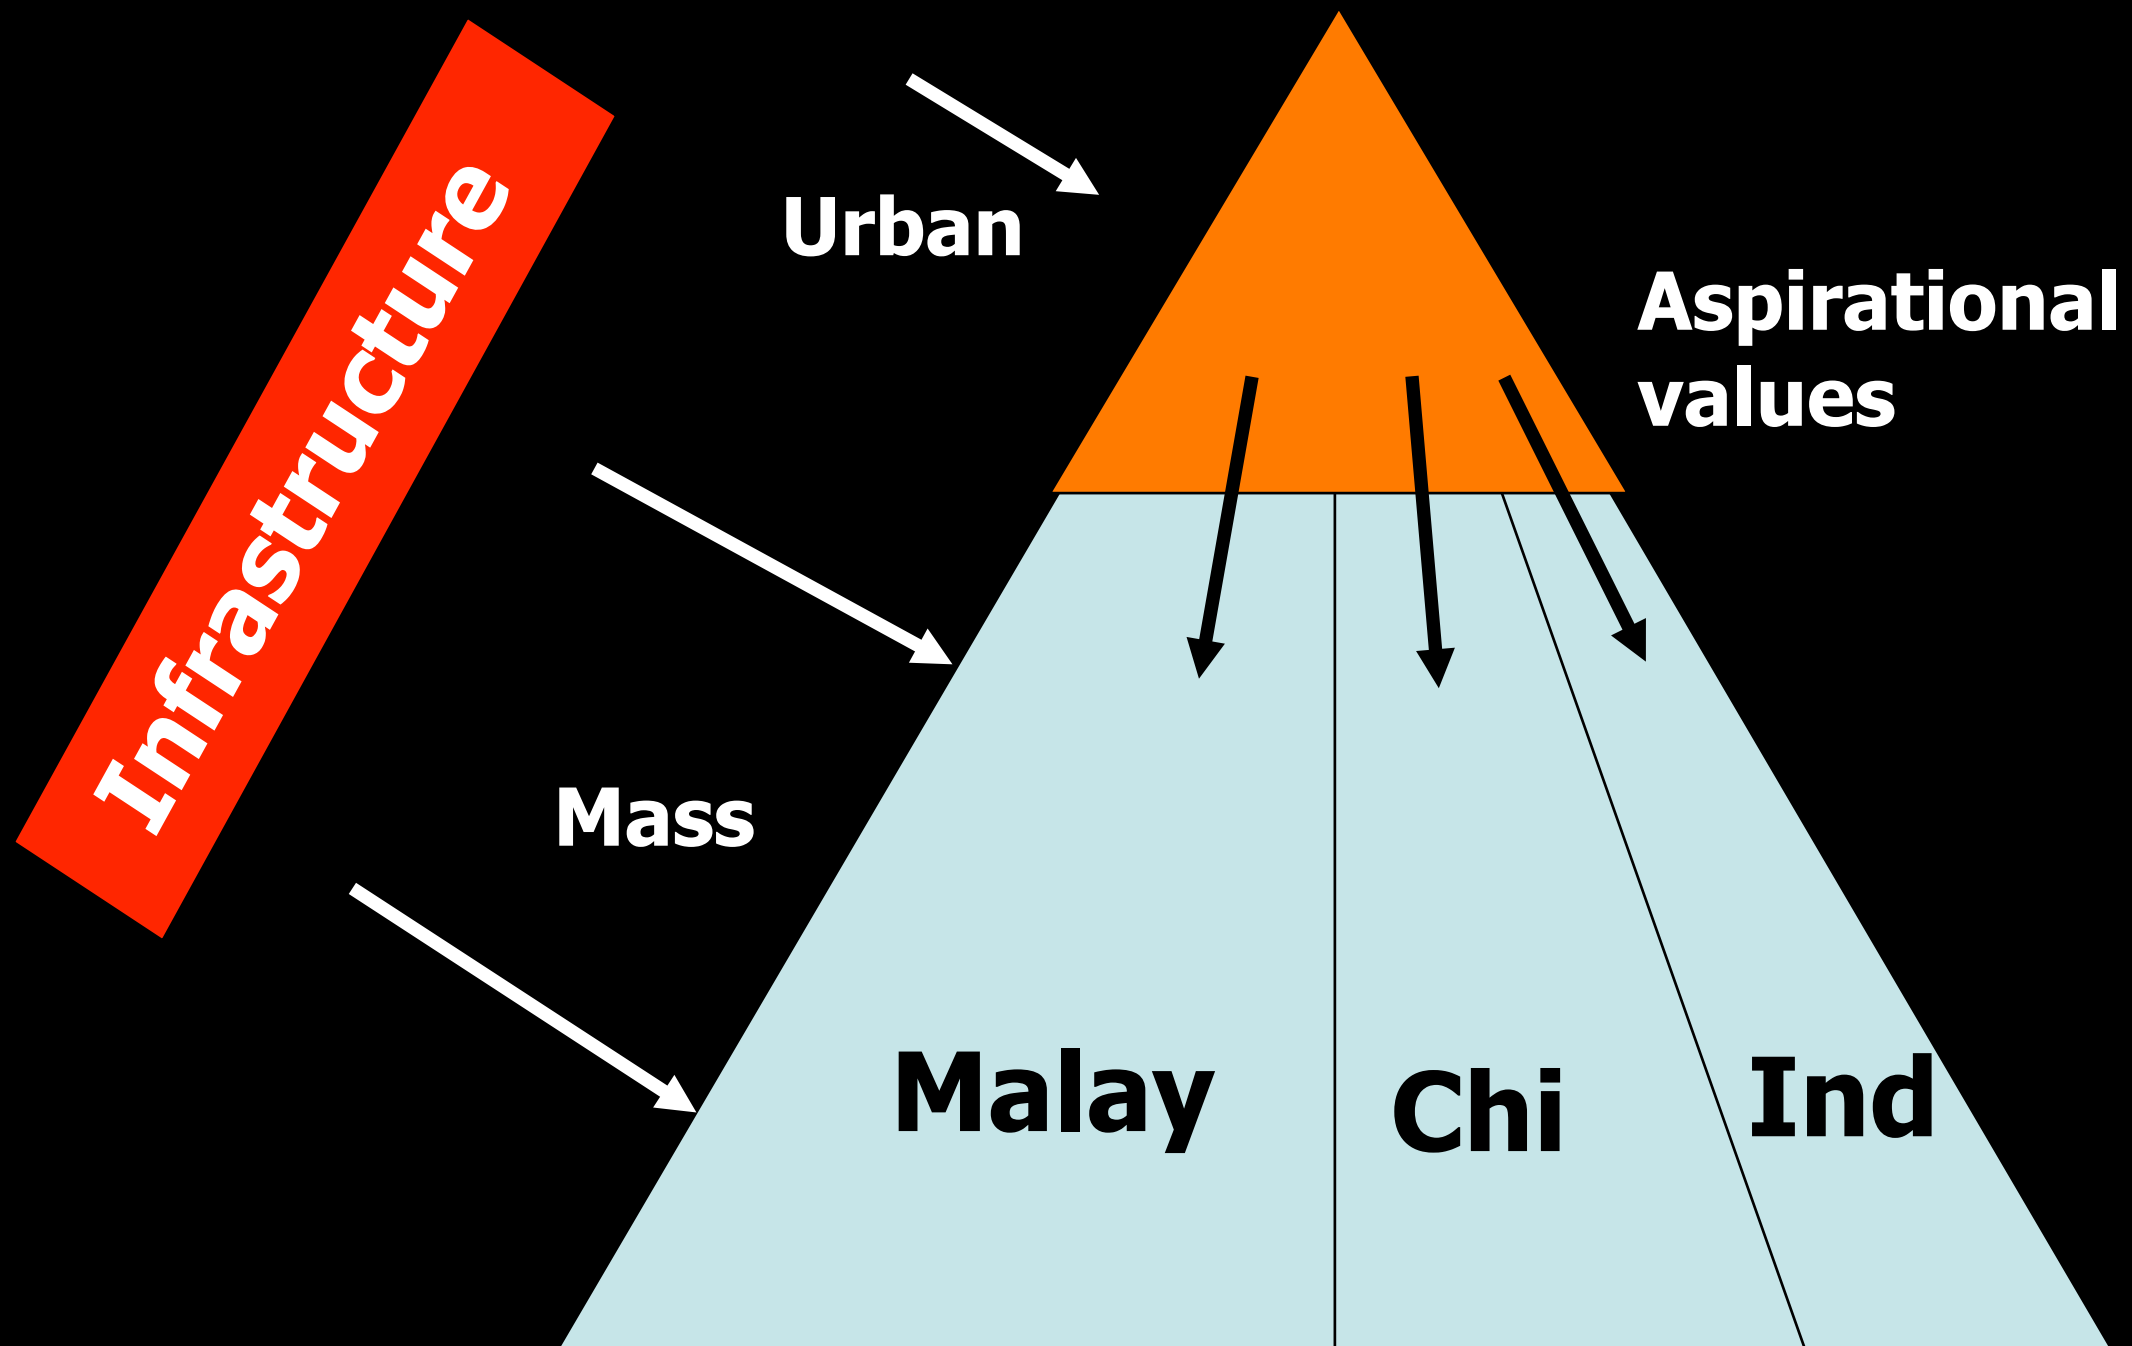 Infrastructure
Urban
Aspirational
values
Mass
Malay
Chi
Ind